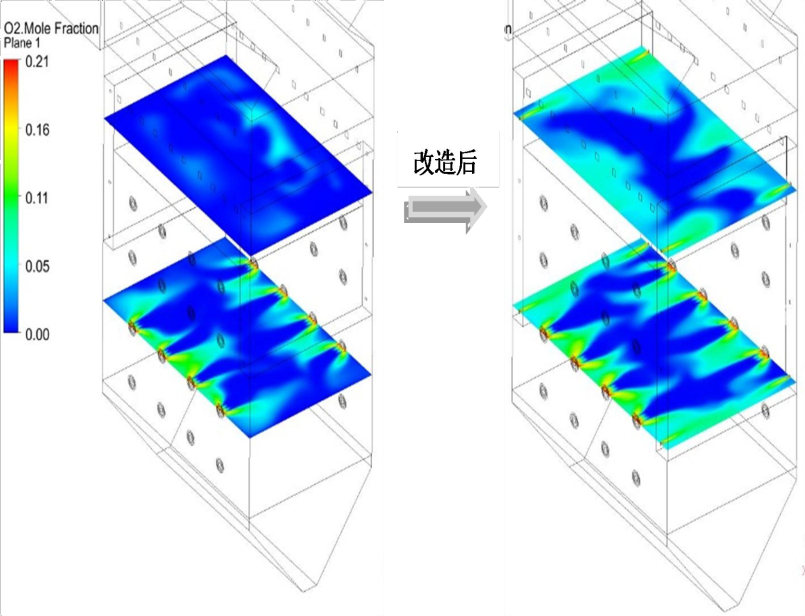 O2.Mole Fraction
Plane 1
0.21
0.16
0.11
0.05
0.00
改造后
n